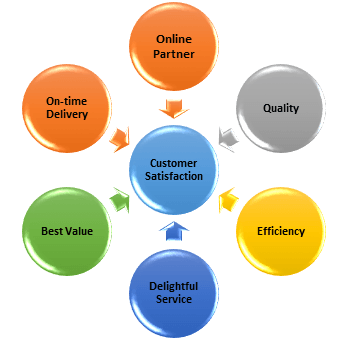 Online
Partner
On-time
Delivery
Quality
Customer
Satisfaction
Best Value
Efficiency
Delightful
Service